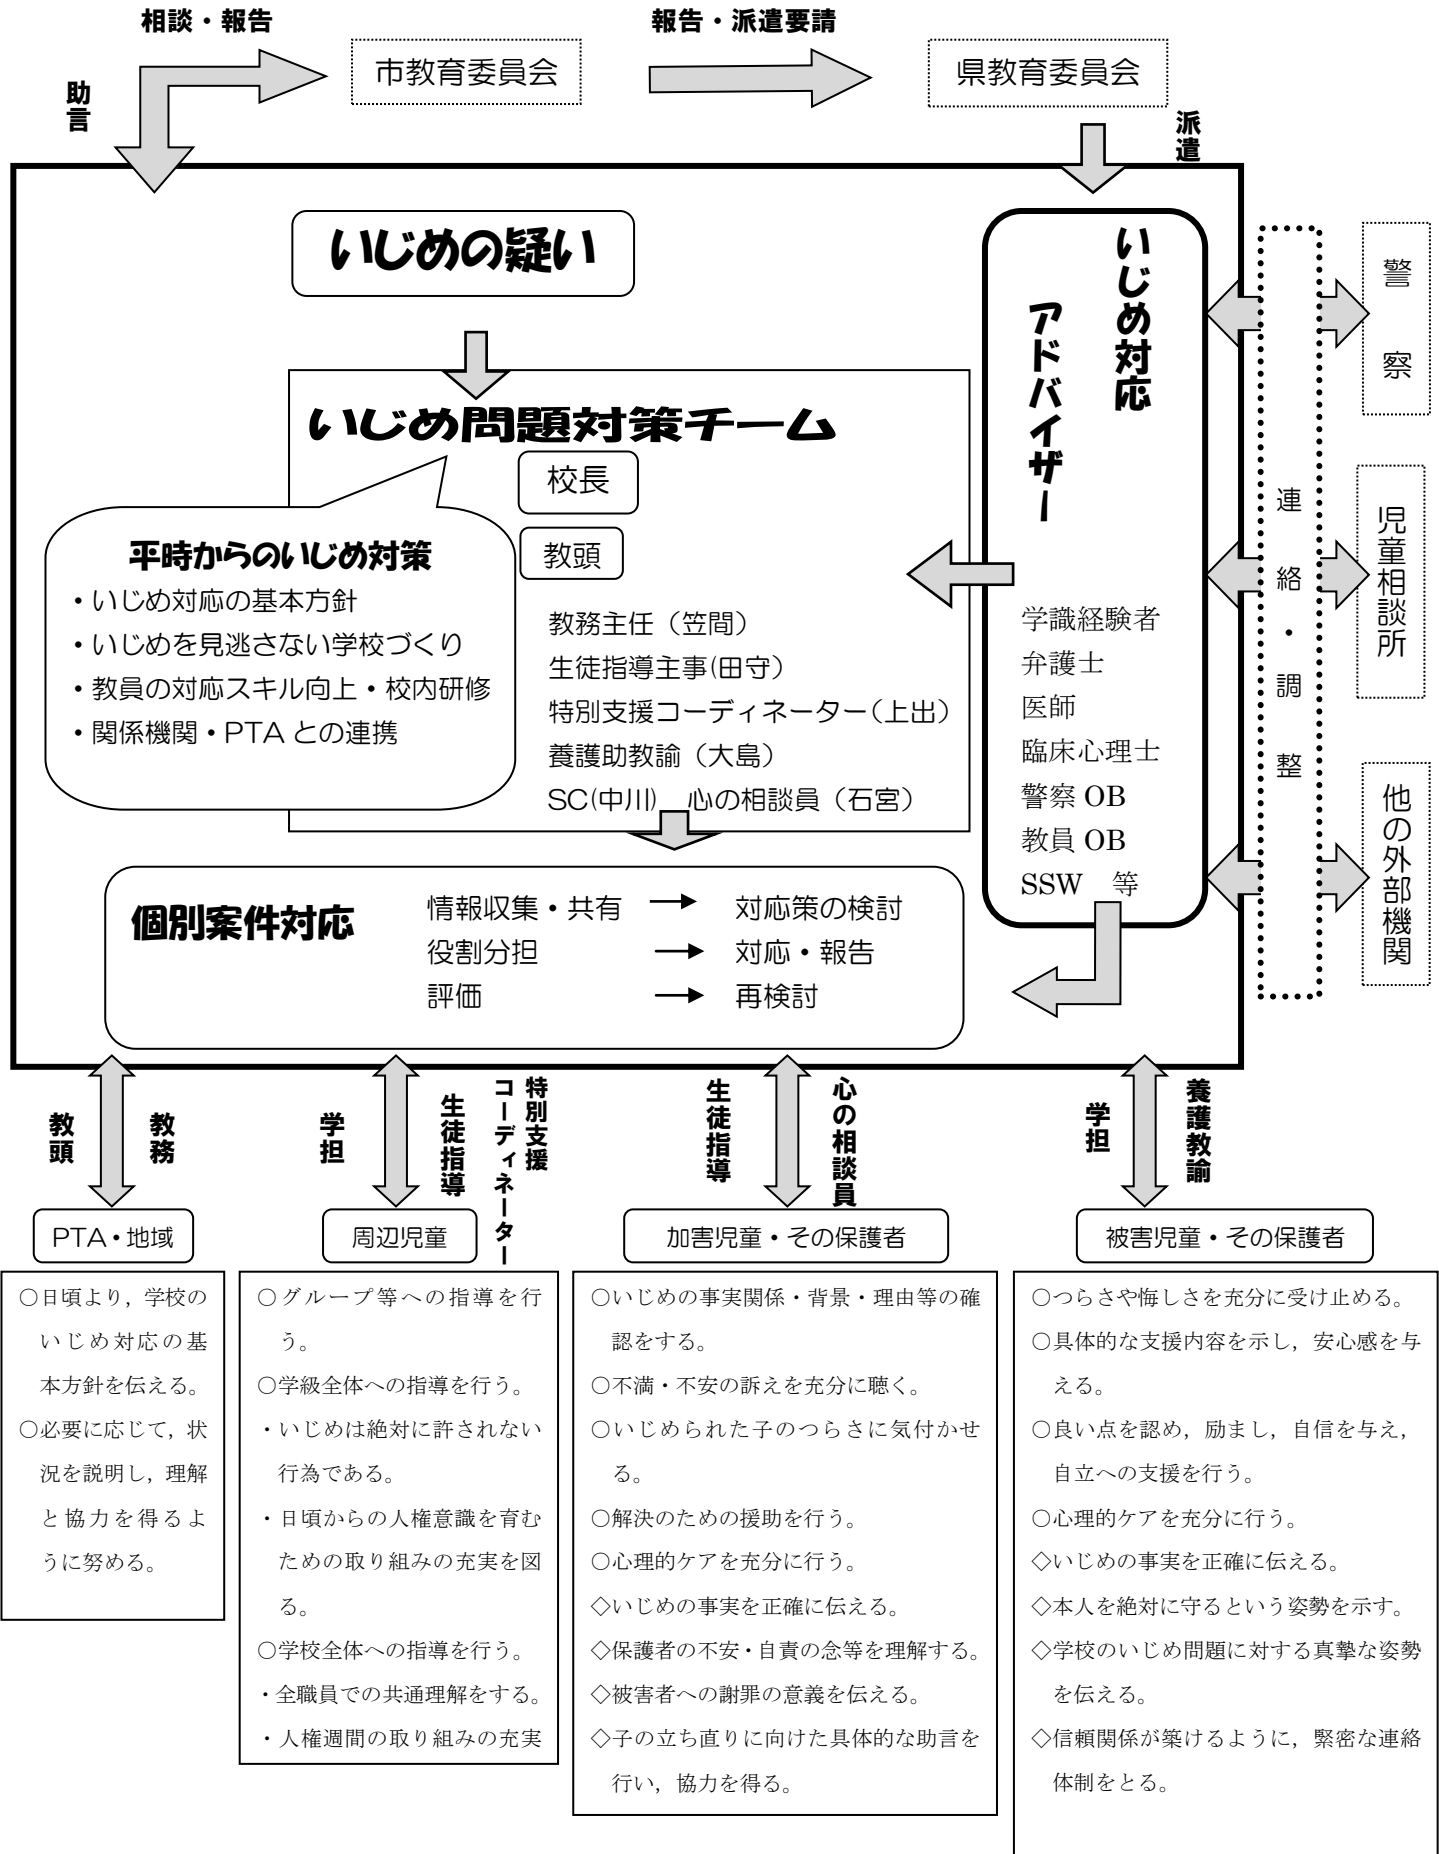 相談・報告
報告・派遣要請
市教育委員会
県教育委員会
助言
派遣
いじめの疑い
いじめ対応
アドバイザー
学識経験者
弁護士
医師
臨床心理士
警察 OB
教員 OB
SSW 等
連絡・調整
警察
児童相談所
他の外部機関
いじめ問題対策チーム
校長
教頭
教務主任（笠間）
生徒指導主事(田守）
特別支援コーディネーター（上出）
養護助教諭（大島）
SC(中川) 心の相談員（石宮）
平時からのいじめ対策
・いじめ対応の基本方針
・いじめを見逃さない学校づくり
・教員の対応スキル向上・校内研修
・関係機関・PTA との連携
個別案件対応
情報収集・共有 → 対応策の検討
役割分担 → 対応・報告
評価 → 再検討
教頭
教務
学担
生徒指導
特別支援
コーディネーター
生徒指導
心の相談員
学担
養護教諭
PTA・地域
○日頃より，学校の
いじめ対応の基
本方針を伝える。
○必要に応じて，状
況を説明し，理解
と協力を得るよ
うに努める。
周辺児童
○グループ等への指導を行
う。
○学級全体への指導を行う。
・いじめは絶対に許されない
行為である。
・日頃からの人権意識を育む
ための取り組みの充実を図
る。
○学校全体への指導を行う。
・全職員での共通理解をする。
・人権週間の取り組みの充実
加害児童・その保護者
○いじめの事実関係・背景・理由等の確
認をする。
○不満・不安の訴えを充分に聴く。
○いじめられた子のつらさに気付かせ
る。
○解決のための援助を行う。
○心理的ケアを充分に行う。
◇いじめの事実を正確に伝える。
◇保護者の不安・自責の念等を理解する。
◇被害者への謝罪の意義を伝える。
◇子の立ち直りに向けた具体的な助言を
行い，協力を得る。
被害児童・その保護者
○つらさや悔しさを充分に受け止める。
○具体的な支援内容を示し，安心感を与
える。
○良い点を認め，励まし，自信を与え，
自立への支援を行う。
○心理的ケアを充分に行う。
◇いじめの事実を正確に伝える。
◇本人を絶対に守るという姿勢を示す。
◇学校のいじめ問題に対する真摯な姿勢
を伝える。
◇信頼関係が築けるように，緊密な連絡
体制をとる。